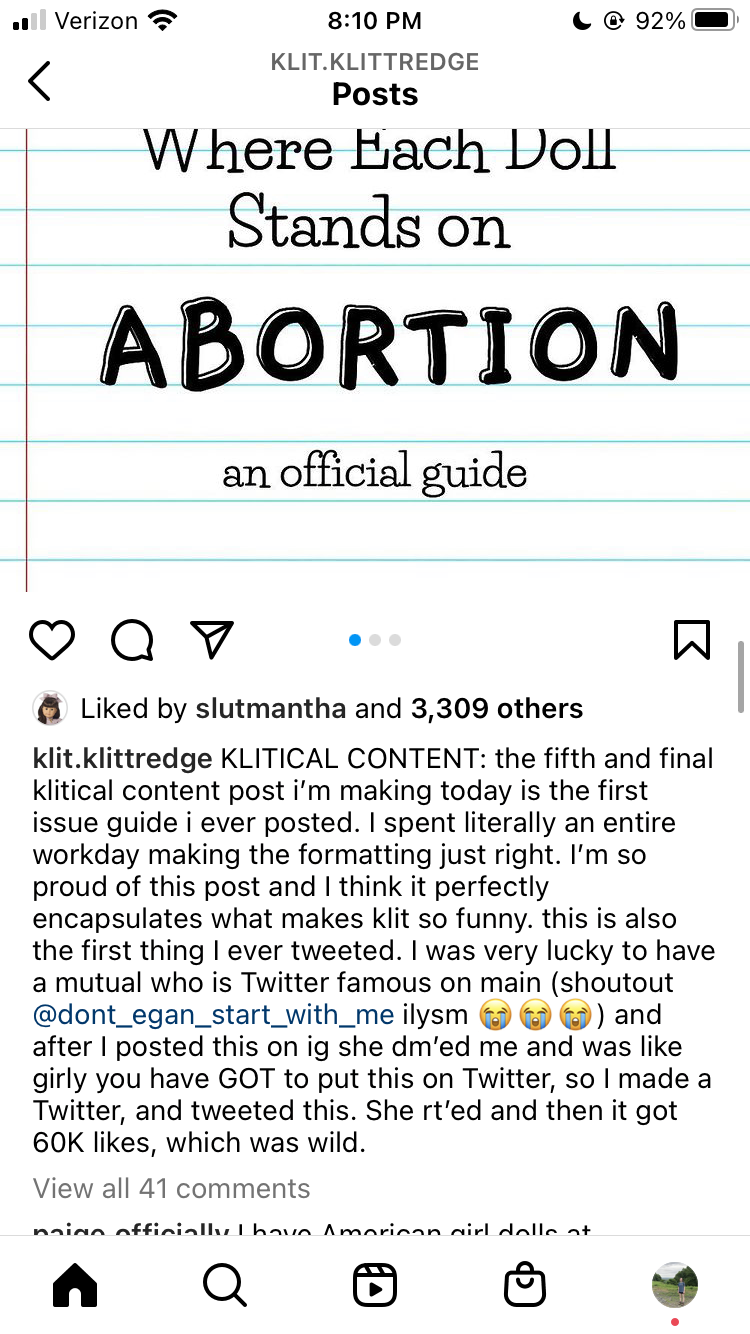 Verizon 8:10 PM 92%
KLIT.KLITTREDGE
Posts
Where Each Doll
Stands on
ABORTION
an official guide
Liked by slutmantha and 3,309 others
klit.klittredge KLITICAL CONTENT: the fifth and final
klitical content post i’m making today is the first
issue guide i ever posted. I spent literally an entire
workday making the formatting just right. I’m so
proud of this post and I think it perfectly
encapsulates what makes klit so funny. this is also
the first thing I ever tweeted. I was very lucky to have
a mutual who is Twitter famous on main (shoutout
@dont_egan_start_with_me ilysm 😭😭😭) and
after I posted this on ig she dm’ed me and was like
girly you have GOT to put this on Twitter, so I made a
Twitter, and tweeted this. She rt’ed and then it got
60K likes, which was wild.
View all 41 comments
paige.officially I have American girl dolls at